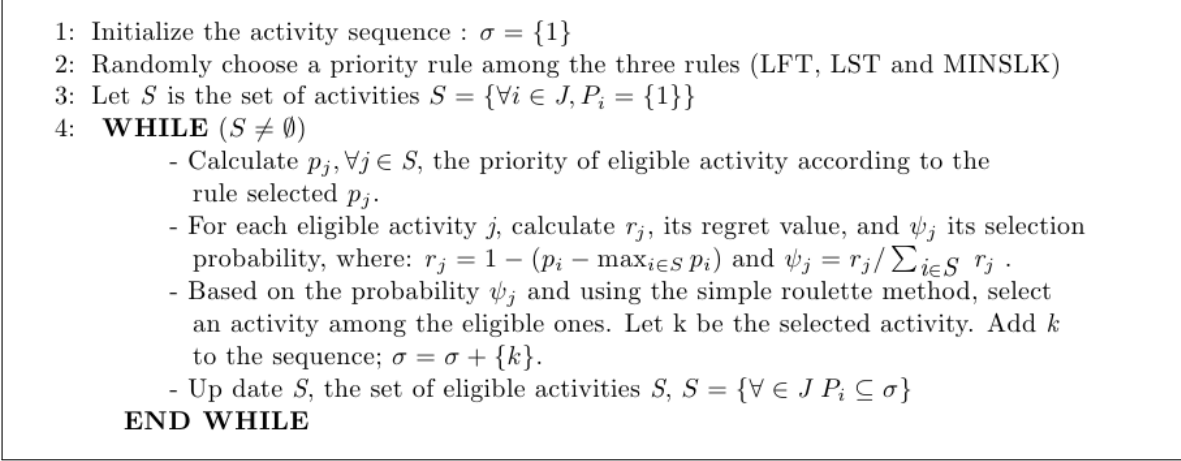 1: Initialize the activity sequence : σ = {1}
2: Randomly choose a priority rule among the three rules (LFT, LST and MINSLK)
3: Let S is the set of activities S = {∀i ∈ J, P_i = {1}}
4: WHILE (S ≠ ∅)
- Calculate p_j, ∀j ∈ S, the priority of eligible activity according to the
rule selected p_j.
- For each eligible activity j, calculate r_j, its regret value, and ψ_j its selection
probability, where: r_j = 1 − (p_i − max_{i∈S} p_i) and ψ_j = r_j/ ∑_{i∈S} r_j .
- Based on the probability ψ_j and using the simple roulette method, select
an activity among the eligible ones. Let k be the selected activity. Add k
to the sequence; σ = σ + {k}.
- Up date S, the set of eligible activities S, S = {∀ ∈ J P_i ⊆ σ}
END WHILE